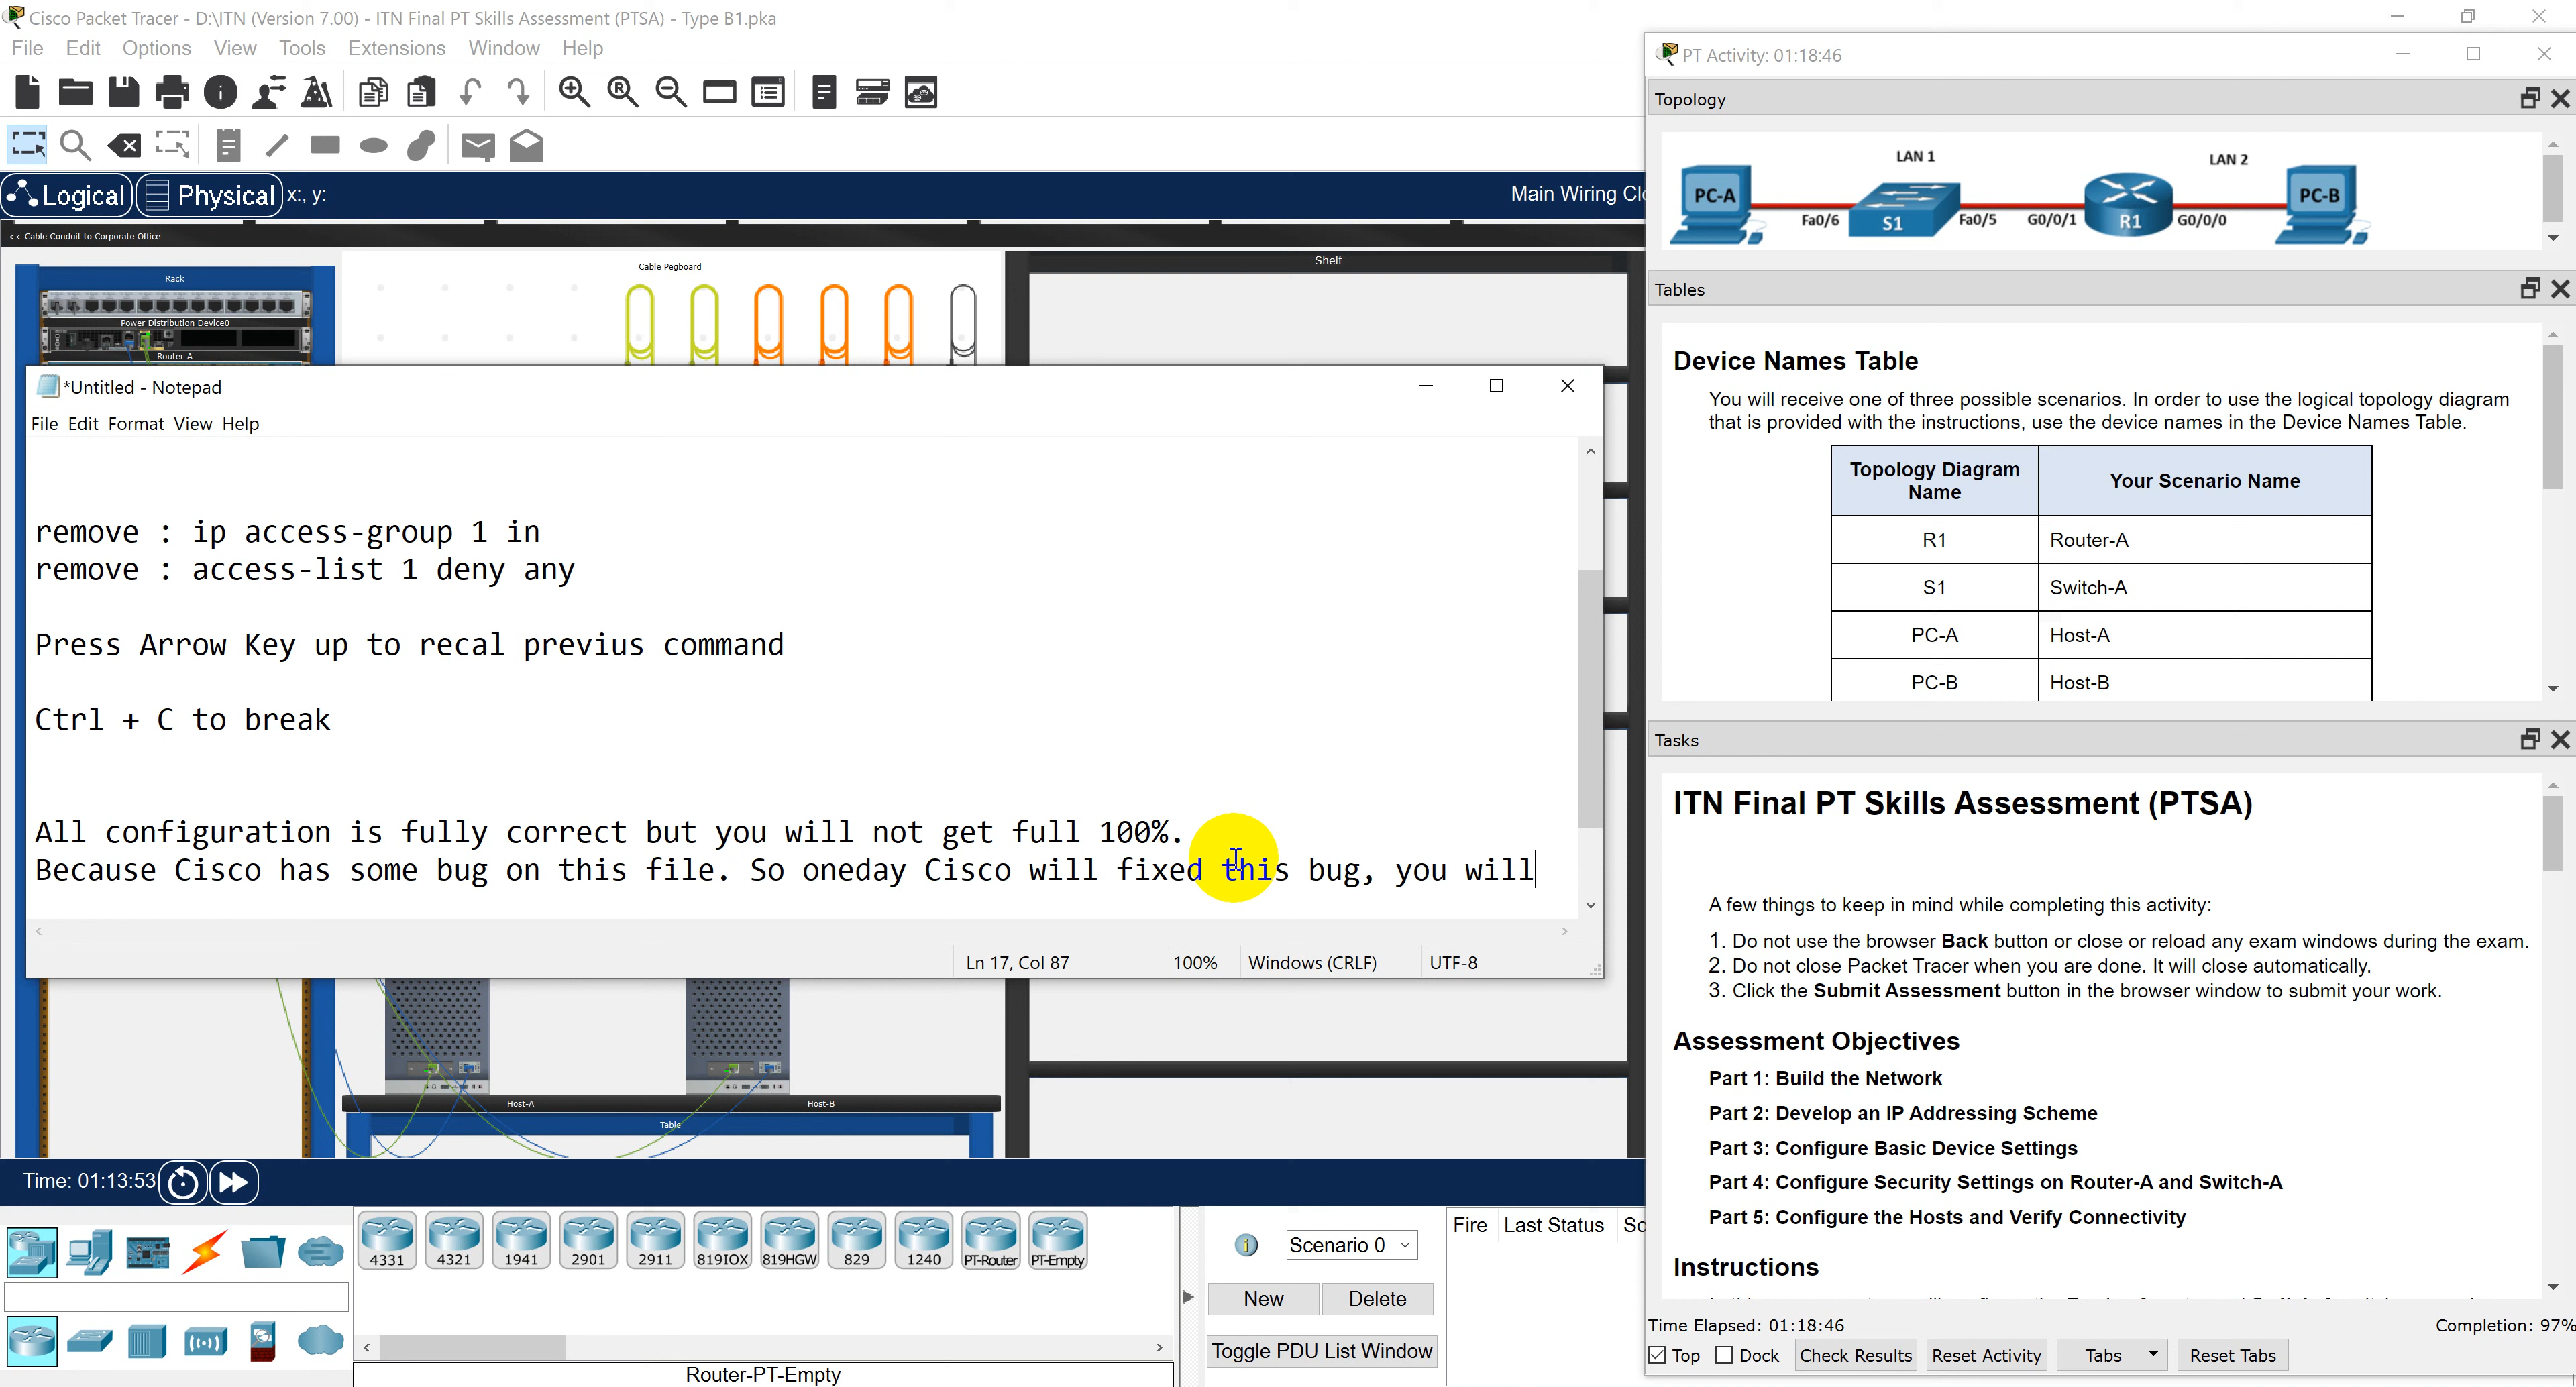 Cisco Packet Tracer - D:\ITN (Version 7.00) - ITN Final PT Skills Assessment (PTSA) - Type B1.pka
File Edit Options View Tools Extensions Window Help
Logical Physical x:, y:
Main Wiring Clo
<< Cable Conduit to Corporate Office
Rack
Power Distribution Device0
Router-A
Cable Pegboard
Shelf
*Untitled - Notepad
File Edit Format View Help
remove : ip access-group 1 in
remove : access-list 1 deny any
Press Arrow Key up to recal previus command
Ctrl + C to break
All configuration is fully correct but you will not get full 100%.
Because Cisco has some bug on this file. So oneday Cisco will fixed this bug, you will
Ln 17, Col 87 100% Windows (CRLF) UTF-8
Host-A Host-B
Table
Time: 01:13:53
4331 4321 1941 2901 2911 819IOX 819HGW 829 1240 PT-Router PT-Empty
Router-PT-Empty
Scenario 0
New Delete
Toggle PDU List Window
Fire Last Status So
PT Activity: 01:18:46
Topology
LAN 1 LAN 2
PC-A Fa0/6 S1 Fa0/5 G0/0/1 R1 G0/0/0 PC-B
Tables
Device Names Table
You will receive one of three possible scenarios. In order to use the logical topology diagram
that is provided with the instructions, use the device names in the Device Names Table.
Topology Diagram
Name
Your Scenario Name
R1 Router-A
S1 Switch-A
PC-A Host-A
PC-B Host-B
Tasks
ITN Final PT Skills Assessment (PTSA)
A few things to keep in mind while completing this activity:
1. Do not use the browser Back button or close or reload any exam windows during the exam.
2. Do not close Packet Tracer when you are done. It will close automatically.
3. Click the Submit Assessment button in the browser window to submit your work.
Assessment Objectives
Part 1: Build the Network
Part 2: Develop an IP Addressing Scheme
Part 3: Configure Basic Device Settings
Part 4: Configure Security Settings on Router-A and Switch-A
Part 5: Configure the Hosts and Verify Connectivity
Instructions
Time Elapsed: 01:18:46 Completion: 97%
Top Dock Check Results Reset Activity Tabs Reset Tabs